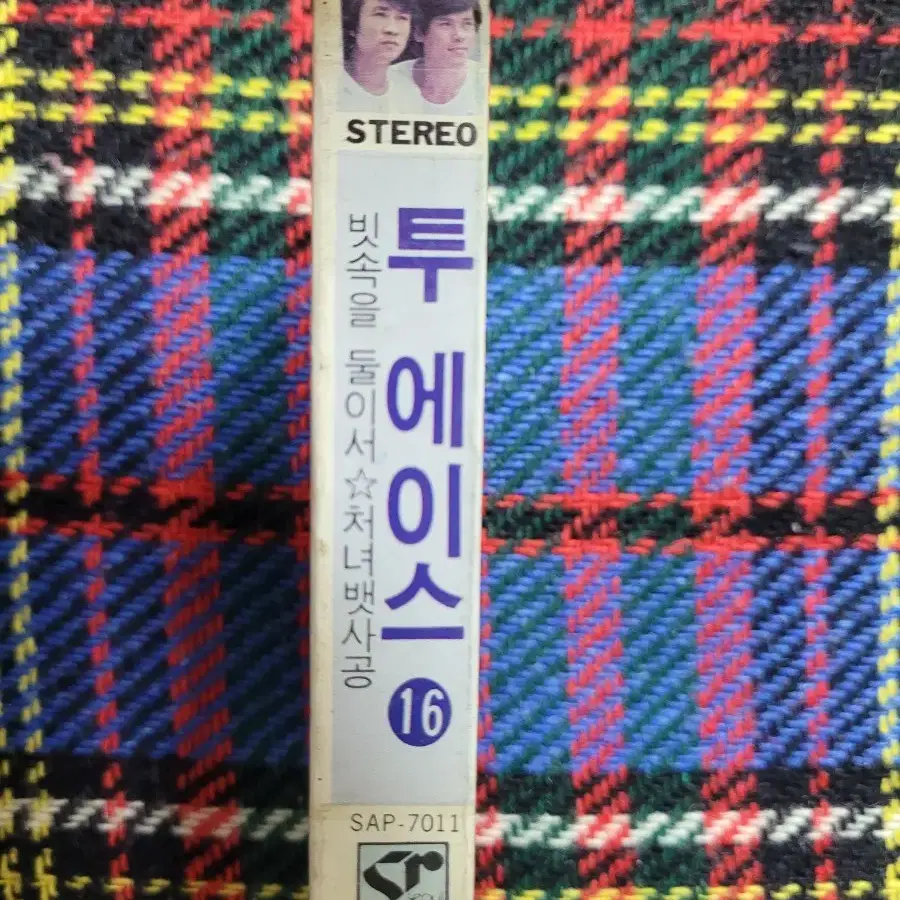 STEREO
투 에이스 16
빗속을 둘이서☆처녀뱃사공
SAP-7011
sr